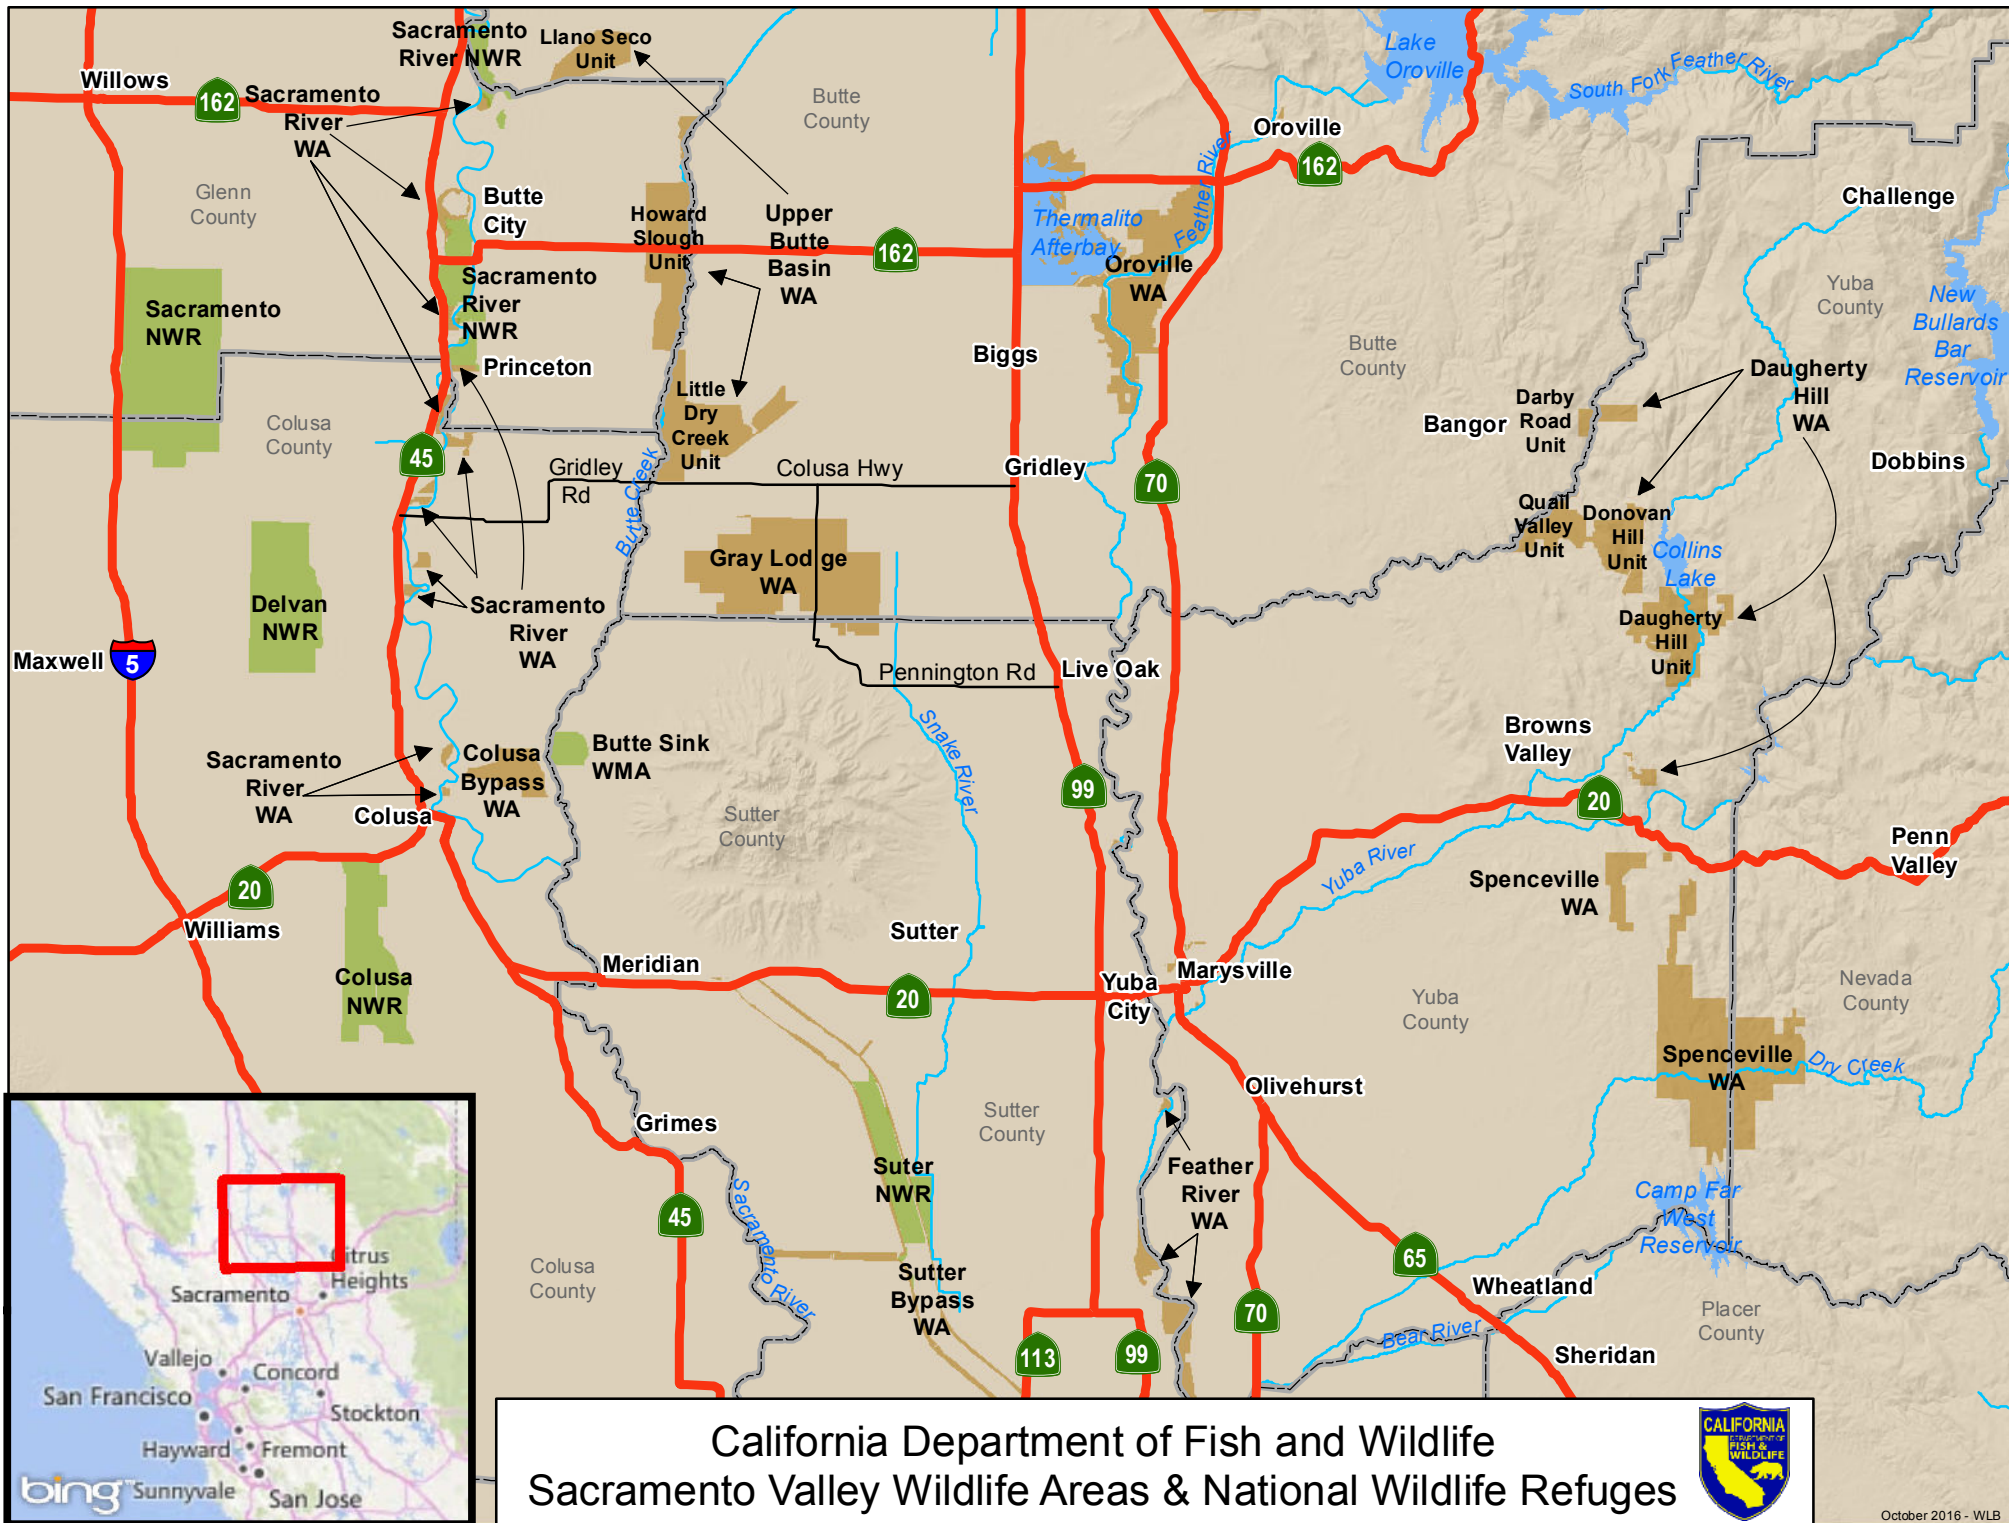 Sacramento
River NWR
Llano Seco
Unit
Lake
Oroville
South Fork Feather River
Willows
162
Sacramento
River
WA
Butte
County
Oroville
162
Feather River
Glenn
County
Butte
City
Howard
Slough
Unit
Upper
Butte
Basin
WA
162
Thermalito
Afterbay
Oroville
WA
Challenge
Yuba
County
New
Bullards
Bar
Reservoir
Sacramento
NWR
Sacramento
River
NWR
Princeton
Biggs
Butte
County
Daugherty
Hill
WA
Little
Dry
Creek
Unit
Darby
Road
Unit
Bangor
Colusa
County
45
Gridley
Rd
Colusa Hwy
Gridley
70
Dobbins
Butte Creek
Quail
Valley
Unit
Donovan
Hill
Unit
Collins
Lake
Gray Lodge
WA
Delvan
NWR
Sacramento
River
WA
Daugherty
Hill
Unit
Maxwell
5
Pennington Rd
Live Oak
Snake River
Browns
Valley
Sacramento
River
WA
Colusa
Bypass
WA
Butte Sink
WMA
99
20
Colusa
Sutter
County
Yuba River
Penn
Valley
20
Williams
Spenceville
WA
Sutter
Meridian
Colusa
NWR
20
Yuba
City
Marysville
Yuba
County
Nevada
County
Spenceville
WA
Dry Creek
Olivehurst
Grimes
Sutter
County
Suter
NWR
Feather
River
WA
Sacramento River
45
Camp Far
West
Reservoir
65
Colusa
County
Sutter
Bypass
WA
Wheatland
70
Placer
County
113
99
Bear River
Sheridan
Citrus
Heights
Sacramento
Vallejo
Concord
San Francisco
Stockton
Hayward
Fremont
bing™
Sunnyvale
San Jose
California Department of Fish and Wildlife
Sacramento Valley Wildlife Areas & National Wildlife Refuges
CALIFORNIA
DEPARTMENT OF
FISH &
WILDLIFE
October 2016 - WLB